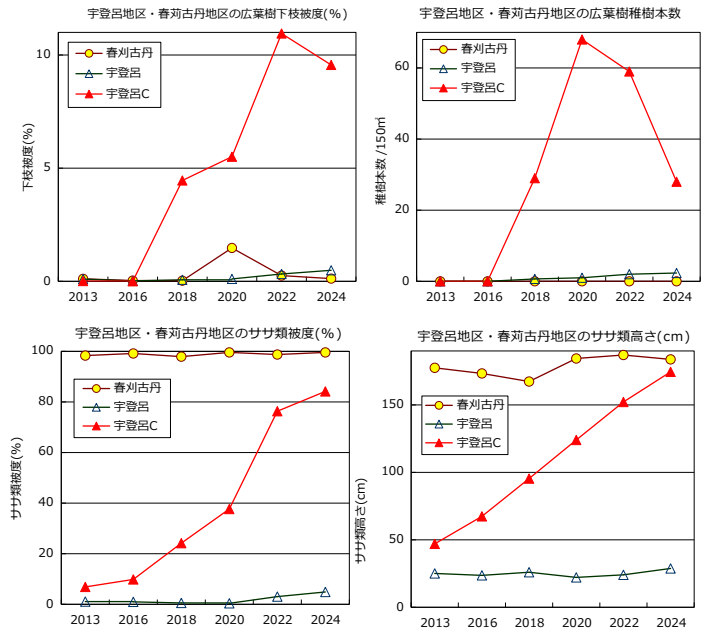 宇登呂地区・春苅古丹地区の広葉樹下枝被度(%)
10
5
0
下枝被度(%)
春刈古丹
宇登呂
宇登呂C
2013 2016 2018 2020 2022 2024
宇登呂地区・春苅古丹地区の広葉樹稚樹本数
60
40
20
0
稚樹本数 /150㎡
春刈古丹
宇登呂
宇登呂C
2013 2016 2018 2020 2022 2024
宇登呂地区・春苅古丹地区のササ類被度(%)
100
80
60
40
20
0
ササ類被度(%)
春刈古丹
宇登呂
宇登呂C
2013 2016 2018 2020 2022 2024
宇登呂地区・春苅古丹地区のササ類高さ(cm)
150
100
50
0
ササ類高さ(cm)
春刈古丹
宇登呂
宇登呂C
2013 2016 2018 2020 2022 2024